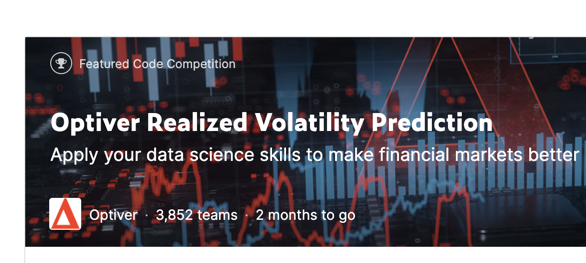 Featured Code Competition
Optiver Realized Volatility Prediction
Apply your data science skills to make financial markets better
Optiver · 3,852 teams · 2 months to go